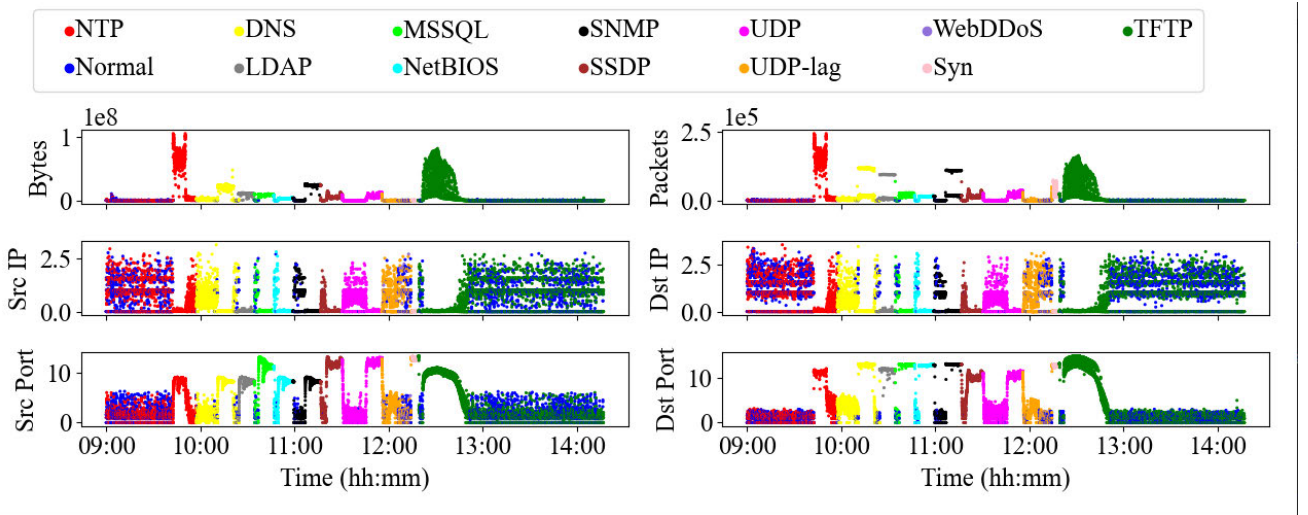 NTP DNS MSSQL SNMP UDP WebDDoS TFTP
Normal LDAP NetBIOS SSDP UDP-lag Syn
1e8
1
0
Bytes
1e5
2.5
0.0
Packets
2.5
0.0
Src IP
2.5
0.0
Dst IP
10
0
Src Port
09:00 10:00 11:00 12:00 13:00 14:00
Time (hh:mm)
10
0
Dst Port
09:00 10:00 11:00 12:00 13:00 14:00
Time (hh:mm)